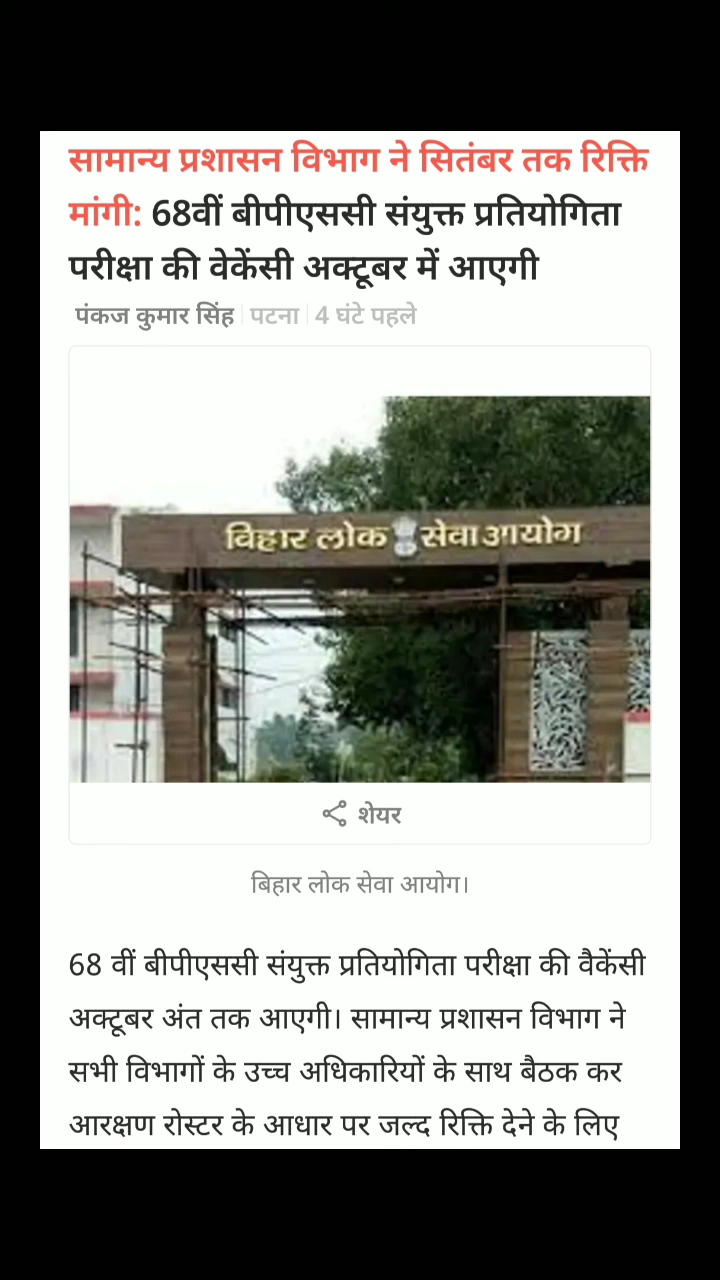 सामान्य प्रशासन विभाग ने सितंबर तक रिक्ति
मांगी: 68वीं बीपीएससी संयुक्त प्रतियोगिता
परीक्षा की वेकेंसी अक्टूबर में आएगी
पंकज कुमार सिंह | पटना | 4 घंटे पहले
बिहार लोक सेवा आयोग
शेयर
बिहार लोक सेवा आयोग।
68 वीं बीपीएससी संयुक्त प्रतियोगिता परीक्षा की वैकेंसी
अक्टूबर अंत तक आएगी। सामान्य प्रशासन विभाग ने
सभी विभागों के उच्च अधिकारियों के साथ बैठक कर
आरक्षण रोस्टर के आधार पर जल्द रिक्ति देने के लिए